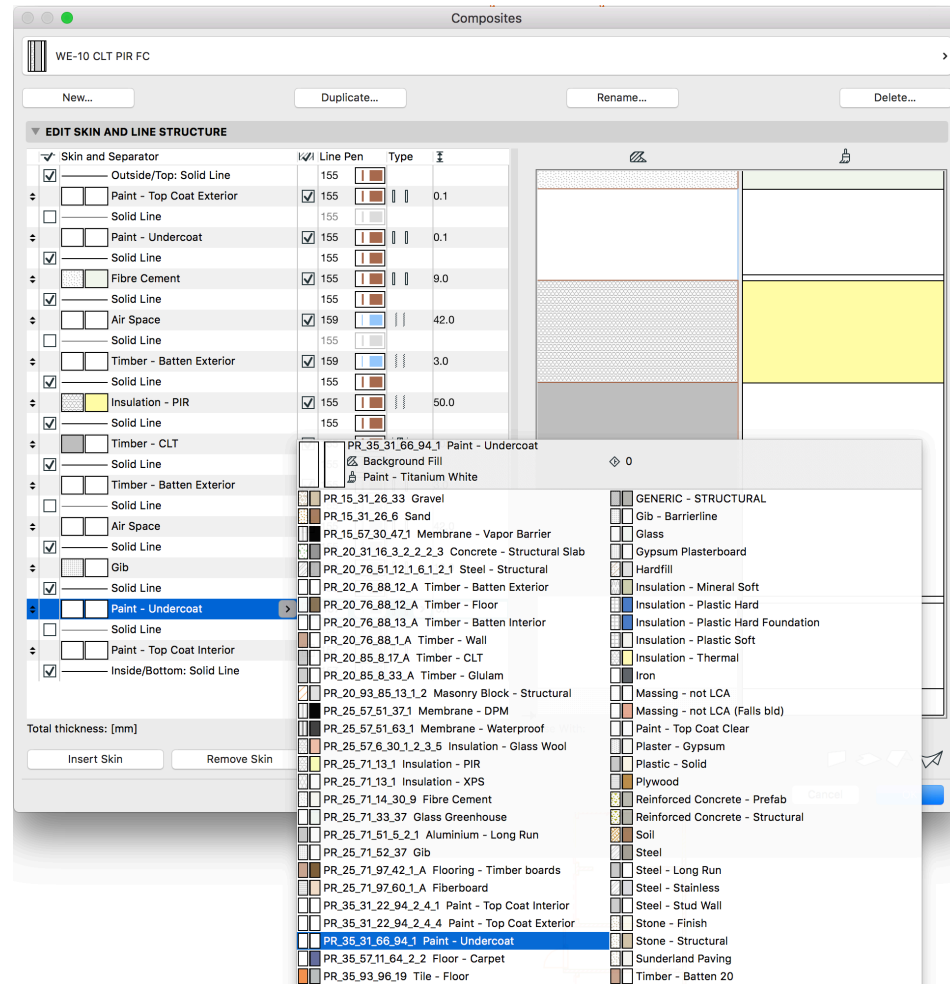 Composites
WE-10 CLT PIR FC
New... Duplicate... Rename... Delete...
EDIT SKIN AND LINE STRUCTURE
Skin and Separator Line Pen Type
Outside/Top: Solid Line 155
Paint - Top Coat Exterior 155 0.1
Solid Line 155
Paint - Undercoat 155 0.1
Solid Line 155
Fibre Cement 155 9.0
Solid Line 155
Air Space 159 42.0
Solid Line 155
Timber - Batten Exterior 159 3.0
Solid Line 155
Insulation - PIR 155 50.0
Solid Line 155
Timber - CLT
Solid Line
Timber - Batten Exterior
Solid Line
Air Space
Solid Line
Gib
Solid Line
Paint - Undercoat
Solid Line
Paint - Top Coat Interior
Inside/Bottom: Solid Line
Total thickness: [mm]
Insert Skin Remove Skin
Cancel
PR_35_31_66_94_1 Paint - Undercoat
Background Fill 0
Paint - Titanium White
PR_15_31_26_33 Gravel
PR_15_31_26_6 Sand
PR_15_57_30_47_1 Membrane - Vapor Barrier
PR_20_31_16_3_2_2_2_3 Concrete - Structural Slab
PR_20_76_51_12_1_6_1_2_1 Steel - Structural
PR_20_76_88_12_A Timber - Batten Exterior
PR_20_76_88_12_A Timber - Floor
PR_20_76_88_13_A Timber - Batten Interior
PR_20_76_88_1_A Timber - Wall
PR_20_85_8_17_A Timber - CLT
PR_20_85_8_33_A Timber - Glulam
PR_20_93_85_13_1_2 Masonry Block - Structural
PR_25_57_51_37_1 Membrane - DPM
PR_25_57_51_63_1 Membrane - Waterproof
PR_25_57_6_30_1_2_3_5 Insulation - Glass Wool
PR_25_71_13_1 Insulation - PIR
PR_25_71_13_1 Insulation - XPS
PR_25_71_14_30_9 Fibre Cement
PR_25_71_33_37 Glass Greenhouse
PR_25_71_51_5_2_1 Aluminium - Long Run
PR_25_71_52_37 Gib
PR_25_71_97_42_1_A Flooring - Timber boards
PR_25_71_97_60_1_A Fiberboard
PR_35_31_22_94_2_4_1 Paint - Top Coat Interior
PR_35_31_22_94_2_4_4 Paint - Top Coat Exterior
PR_35_31_66_94_1 Paint - Undercoat
PR_35_57_11_64_2_2 Floor - Carpet
PR_35_93_96_19 Tile - Floor
GENERIC - STRUCTURAL
Gib - Barrierline
Glass
Gypsum Plasterboard
Hardfill
Insulation - Mineral Soft
Insulation - Plastic Hard
Insulation - Plastic Hard Foundation
Insulation - Plastic Soft
Insulation - Thermal
Iron
Massing - not LCA
Massing - not LCA (Falls bld)
Paint - Top Coat Clear
Plaster - Gypsum
Plastic - Solid
Plywood
Reinforced Concrete - Prefab
Reinforced Concrete - Structural
Soil
Steel
Steel - Long Run
Steel - Stainless
Steel - Stud Wall
Stone - Finish
Stone - Structural
Sunderland Paving
Timber - Batten 20